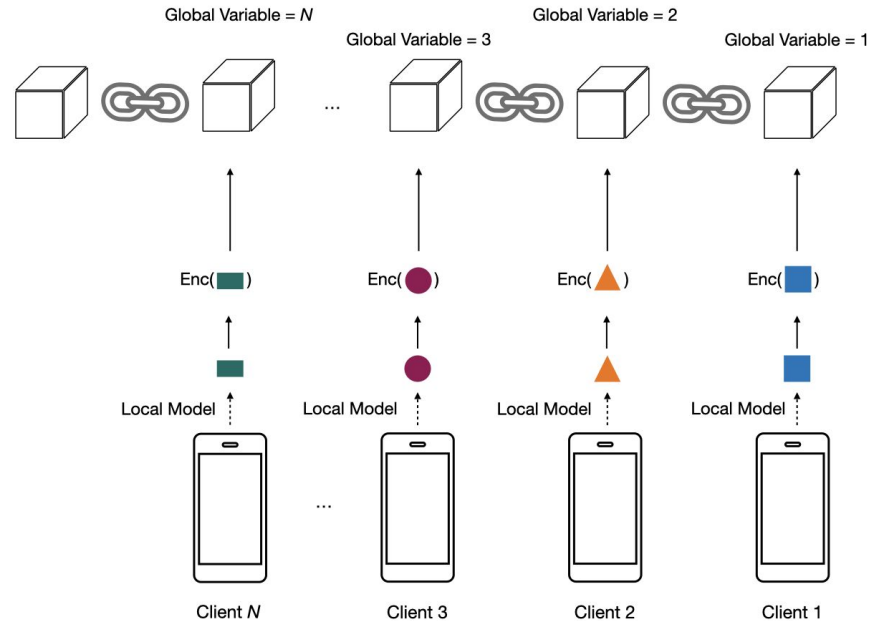 Global Variable = N
Global Variable = 2
Global Variable = 3
Global Variable = 1
...
Enc( )
Enc( )
Enc( )
Enc( )
Local Model
Local Model
Local Model
Local Model
...
Client N
Client 3
Client 2
Client 1